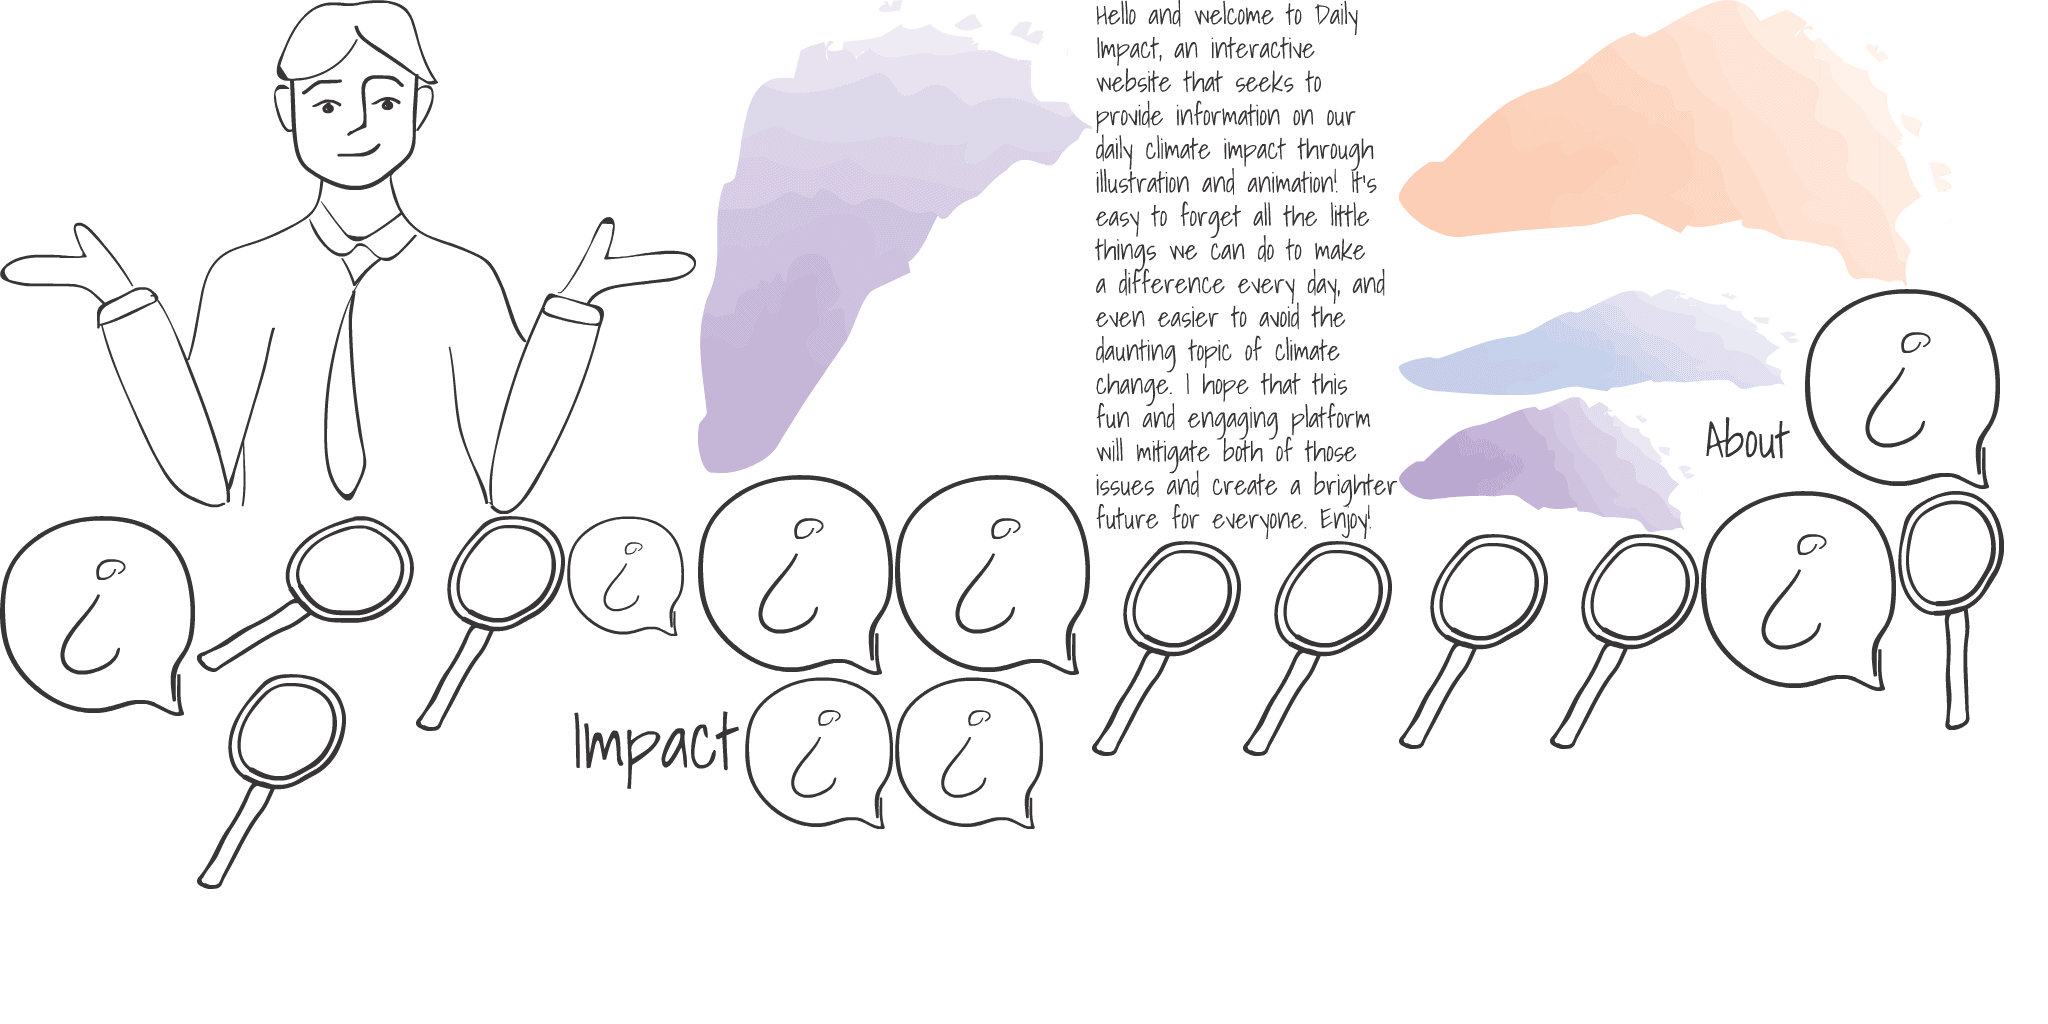 Hello and welcome to Daily
Impact, an interactive
website that seeks to
provide information on our
daily climate impact through
illustration and animation! It's
easy to forget all the little
things we can do to make
a difference every day, and
even easier to avoid the
daunting topic of climate
change. I hope that this
fun and engaging platform
will mitigate both of those
issues and create a brighter
future for everyone. Enjoy!
About
Impact